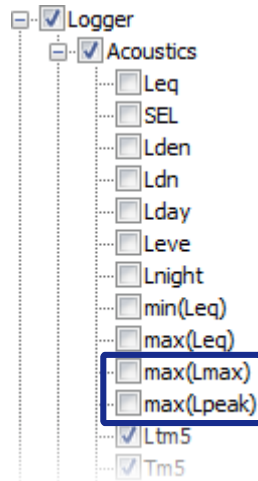 Logger
Acoustics
Leq
SEL
Lden
Ldn
Lday
Leve
Lnight
min(Leq)
max(Leq)
max(Lmax)
max(Lpeak)
Ltm5
Tm5